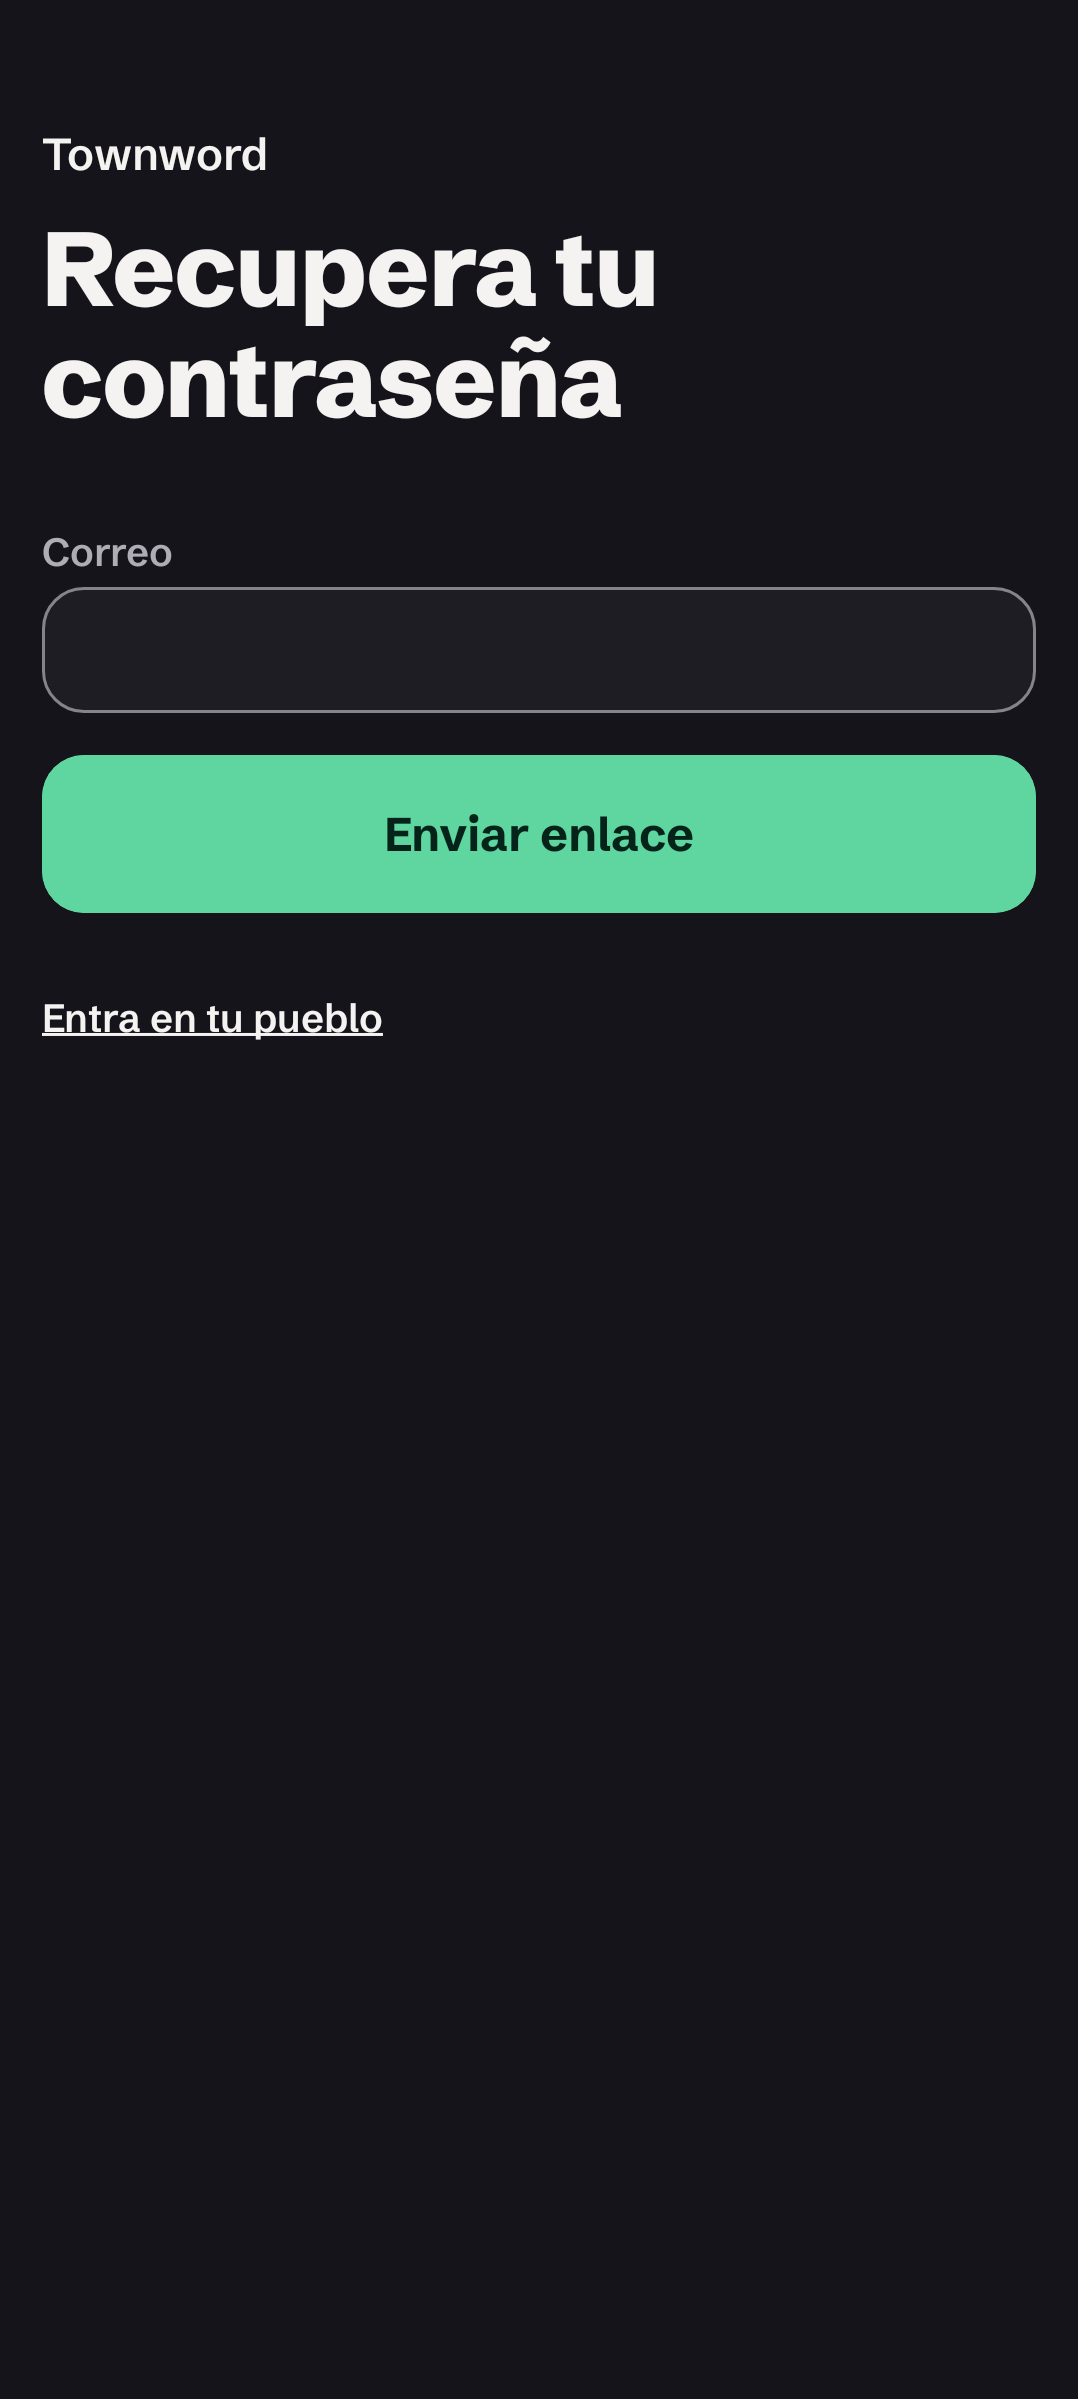 Townword
Recupera tu
contraseña
Correo
Enviar enlace
Entra en tu pueblo